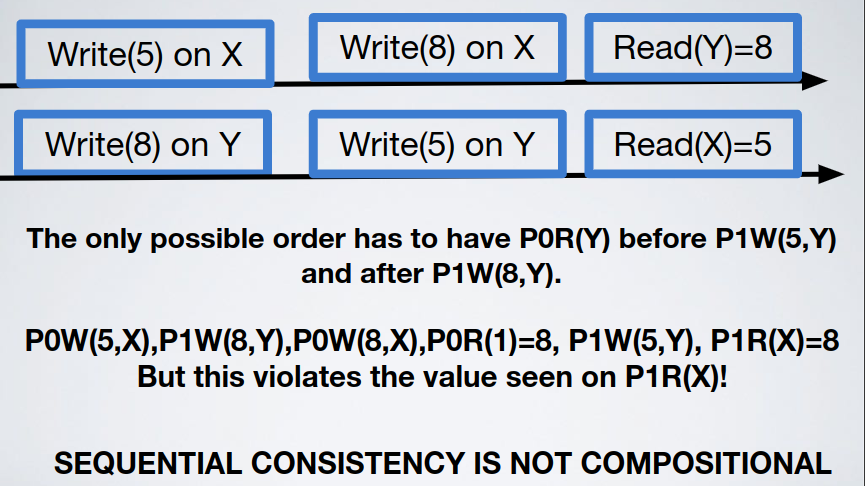 Write(5) on X Write(8) on X Read(Y)=8
Write(8) on Y Write(5) on Y Read(X)=5
The only possible order has to have P0R(Y) before P1W(5,Y)
and after P1W(8,Y).
P0W(5,X),P1W(8,Y),P0W(8,X),P0R(1)=8, P1W(5,Y), P1R(X)=8
But this violates the value seen on P1R(X)!
SEQUENTIAL CONSISTENCY IS NOT COMPOSITIONAL